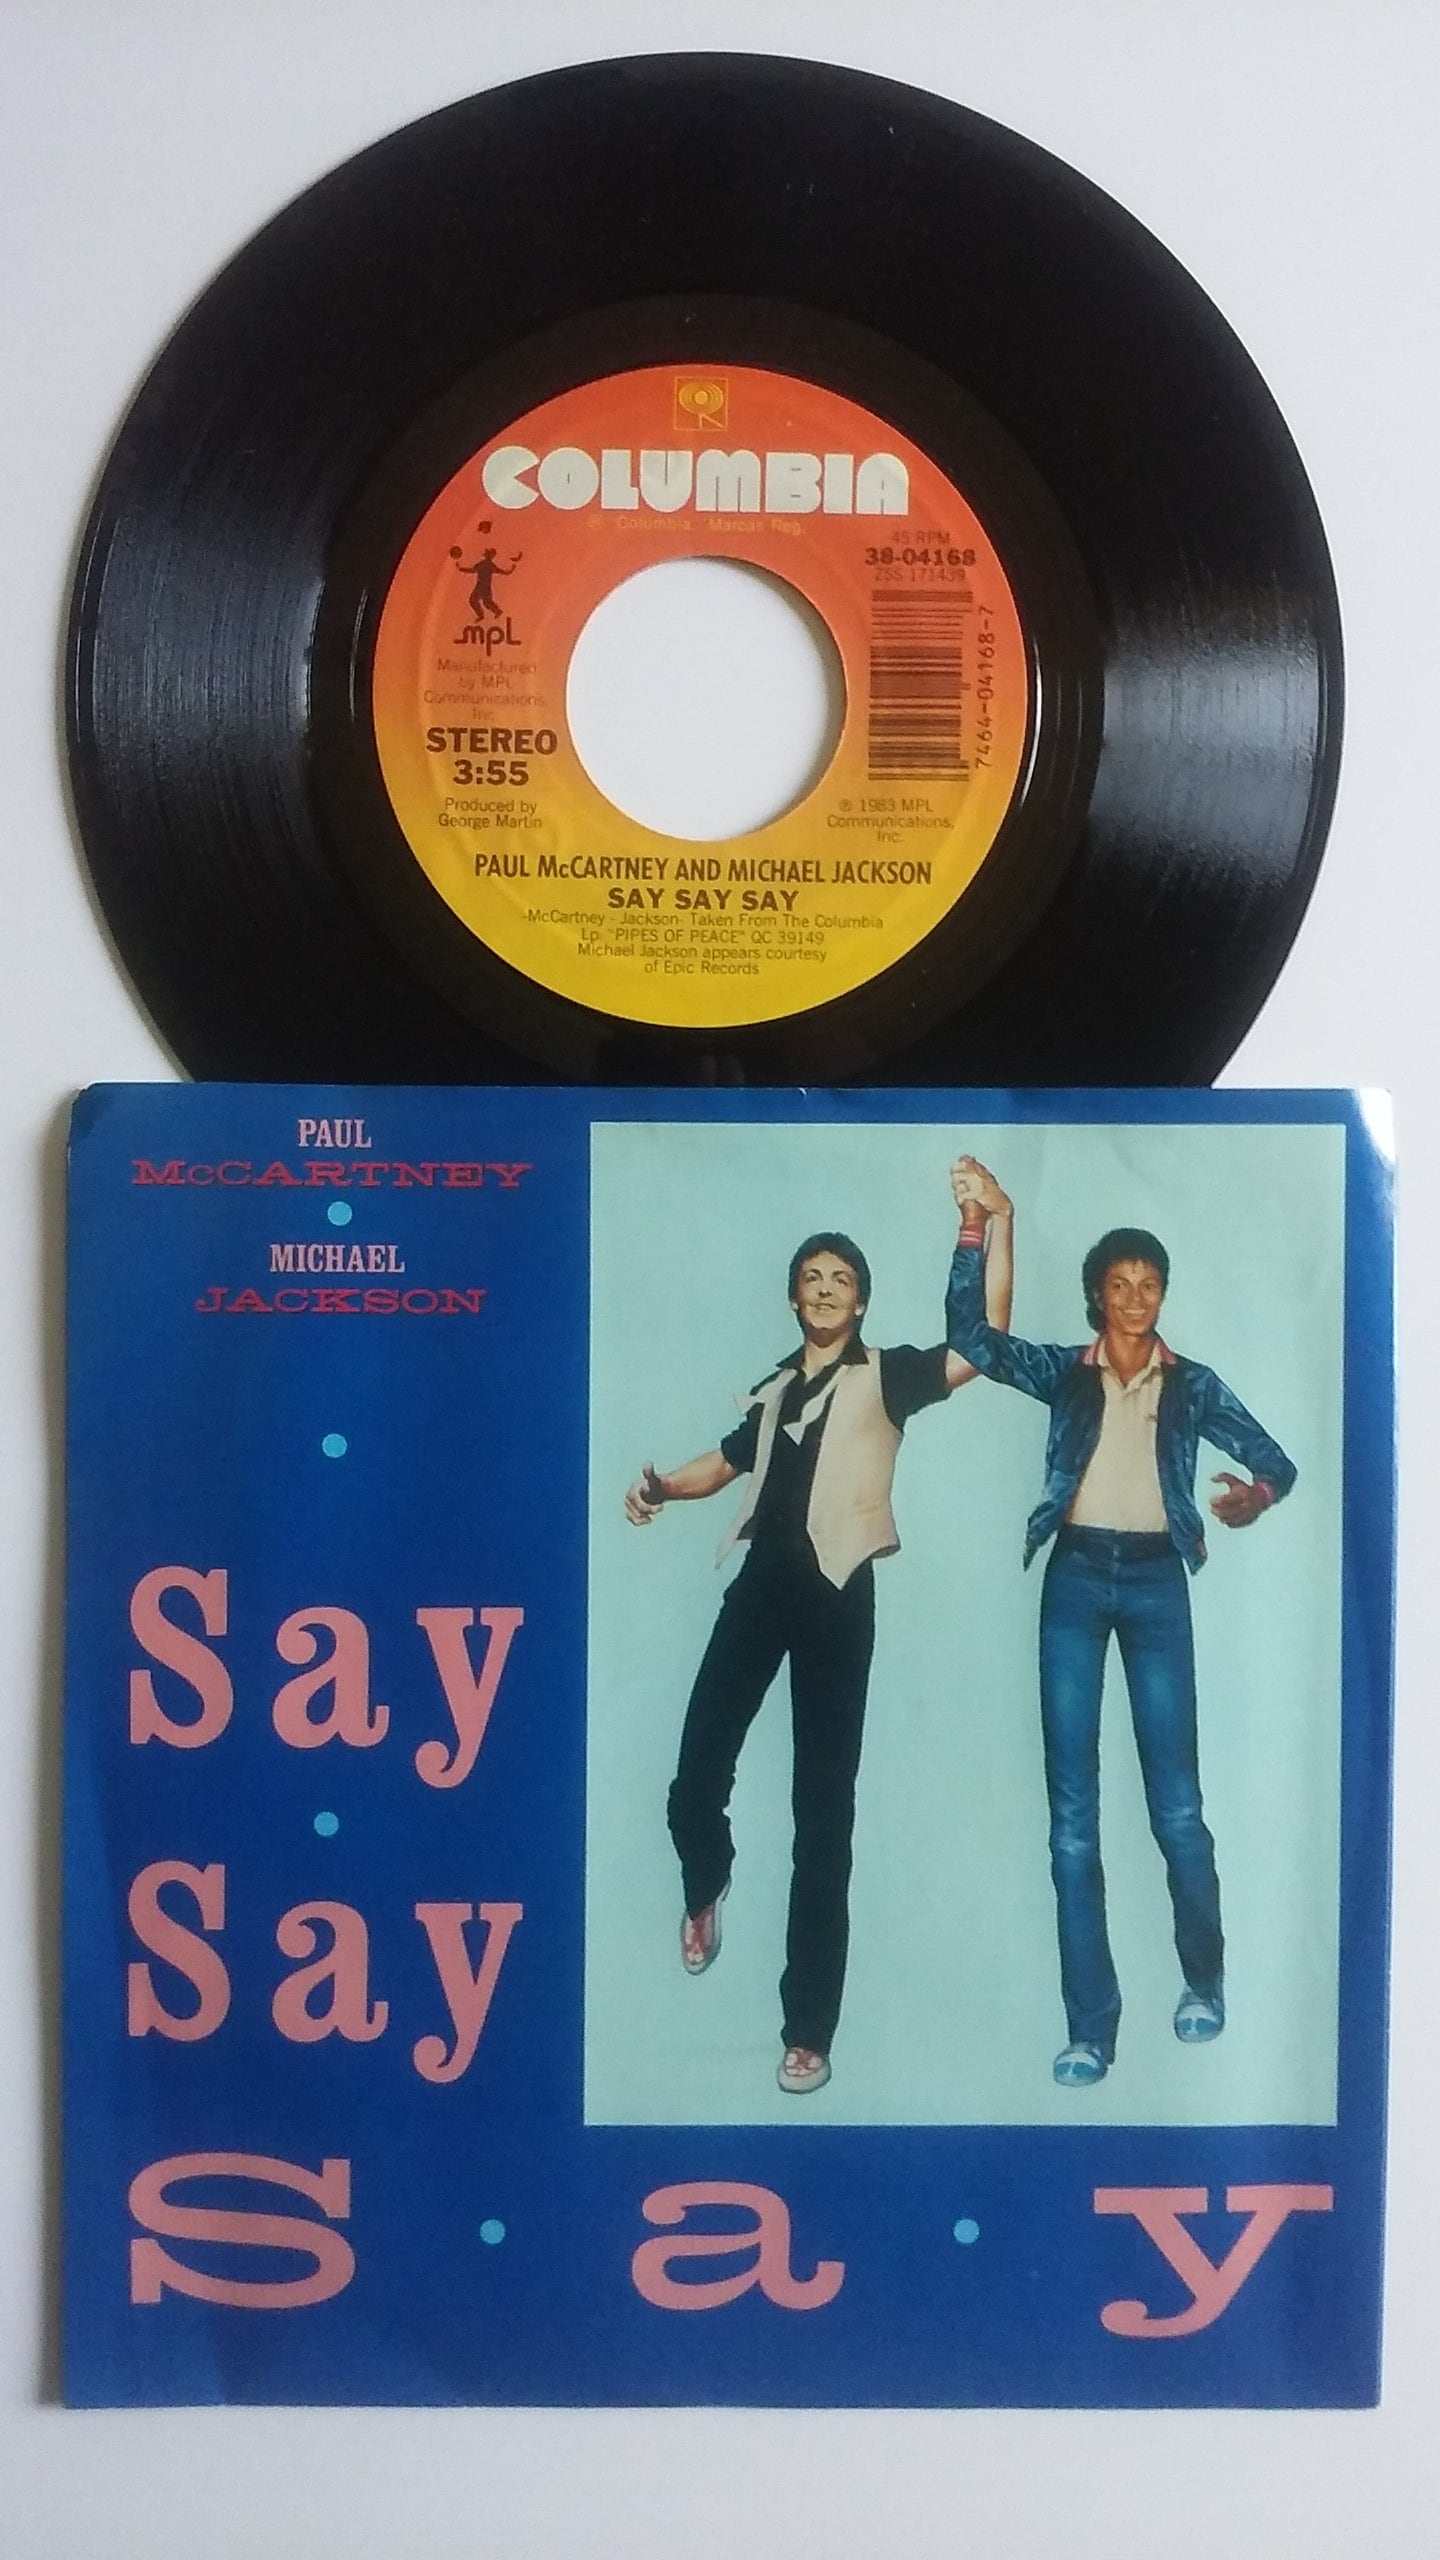 COLUMBIA
® "Columbia," Marcas Reg.
mpL
Manufactured
by MPL
Communications,
Inc.
STEREO
3:55
Produced by
George Martin
45 RPM
38-04168
ZSS 171439
7464-04168-7
℗ 1983 MPL
Communications,
Inc.
PAUL McCARTNEY AND MICHAEL JACKSON
SAY SAY SAY
-McCartney - Jackson- Taken From The Columbia
Lp: "PIPES OF PEACE" QC 39149
Michael Jackson appears courtesy
of Epic Records
PAUL
McCARTNEY
MICHAEL
JACKSON
Say
Say
S·a·y